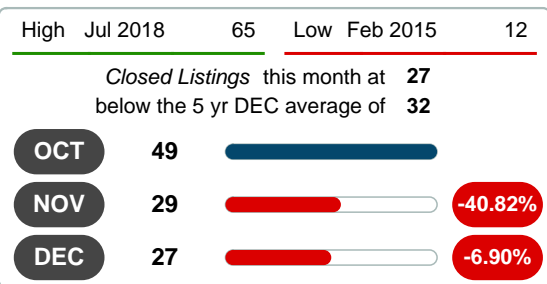 High Jul 2018 65 Low Feb 2015 12
Closed Listings this month at 27
below the 5 yr DEC average of 32
OCT 49
NOV 29 -40.82%
DEC 27 -6.90%